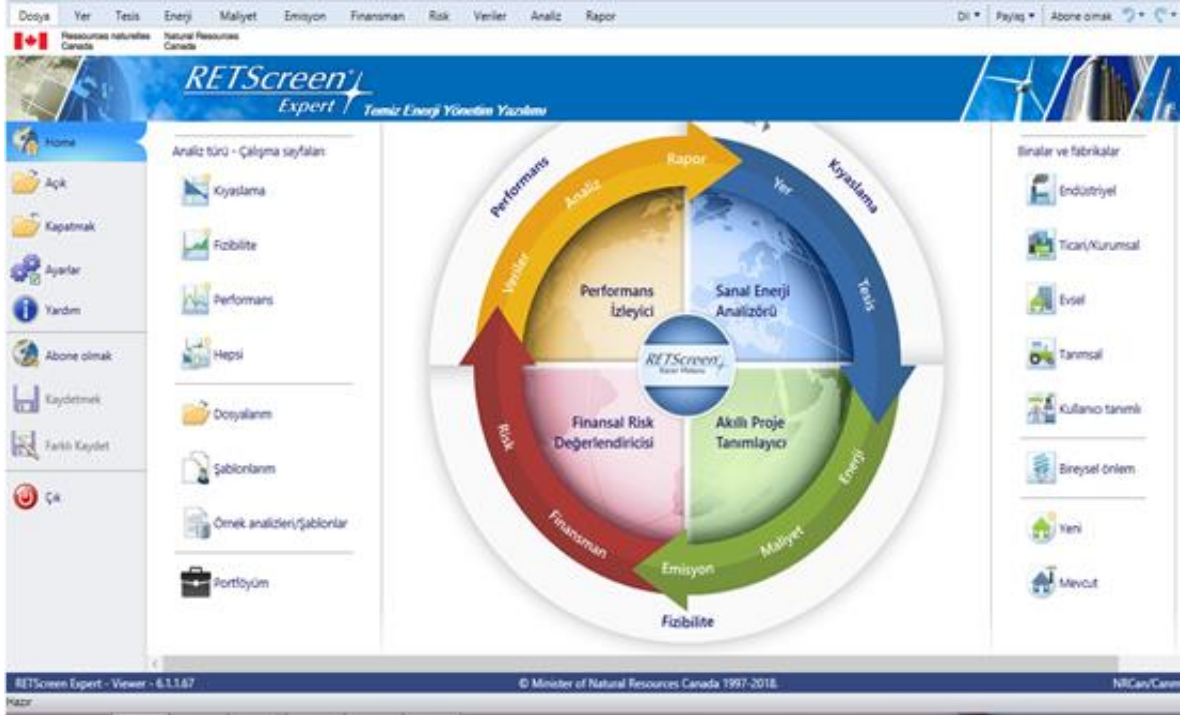 Dosya Yer Tesis Enerji Maliyet Emisyon Finansman Risk Veriler Analiz Rapor Dil Paylaş Abone olmak
Ressources naturelles Canada
Natural Resources Canada
RETScreen
Expert
Temiz Enerji Yönetim Yazılımı
Home
Açık
Kapatmak
Ayarlar
Yardım
Abone olmak
Kaydetmek
Farklı Kaydet
Çık
Analiz türü - Çalışma sayfaları
Kıyaslama
Fizibilite
Performans
Hepsi
Dosyalarım
Şablonlarım
Örnek analizleri/Şablonlar
Portföyüm
Performans
Kıyaslama
Fizibilite
Veriler
Analiz
Rapor
Yer
Tesis
Enerji
Maliyet
Emisyon
Finansman
Risk
Performans
İzleyici
Sanal Enerji
Analizörü
RETScreen
Finansal Risk
Değerlendiricisi
Akıllı Proje
Tanımlayıcı
Binalar ve fabrikalar
Endüstriyel
Ticari/Kurumsal
Evsel
Tarımsal
Kullanıcı tanımlı
Bireysel önlem
Yeni
Mevcut
RETScreen Expert - Viewer - 6.1.1.67
© Minister of Natural Resources Canada 1997-2018.
Hazır